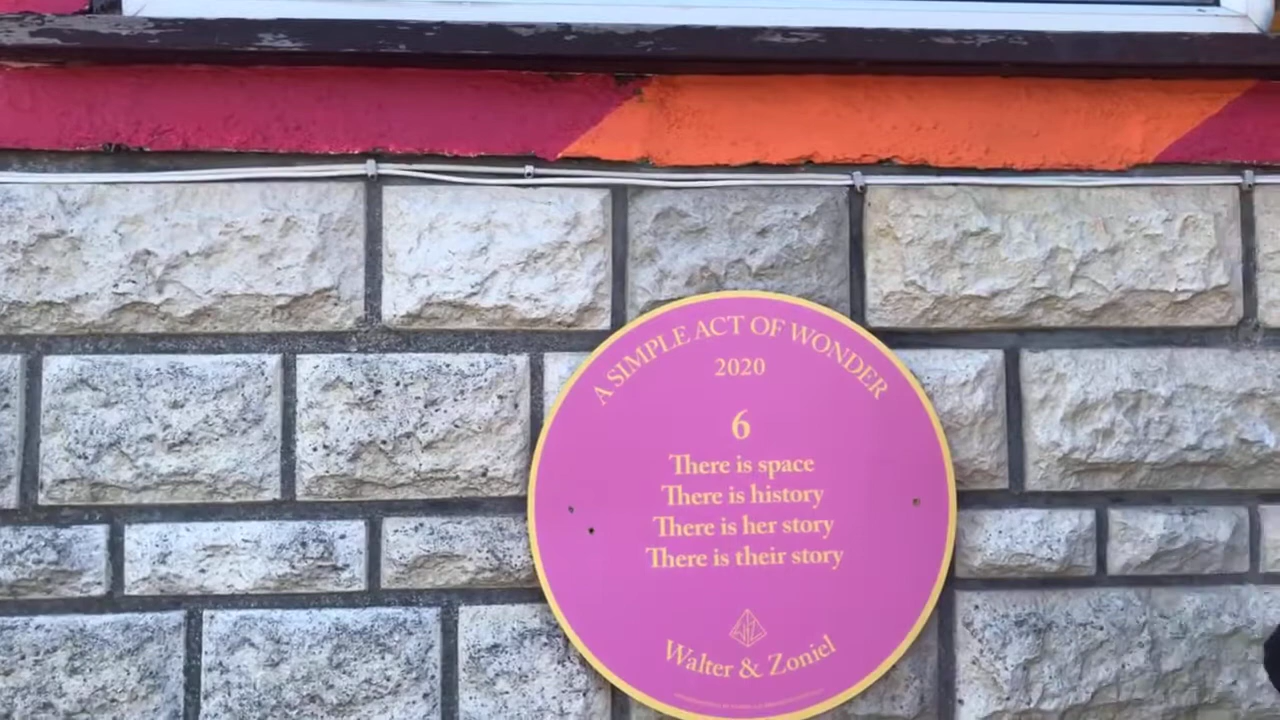 A SIMPLE ACT OF WONDER
2020
6
There is space
There is history
There is her story
There is their story
Walter & Zoniel